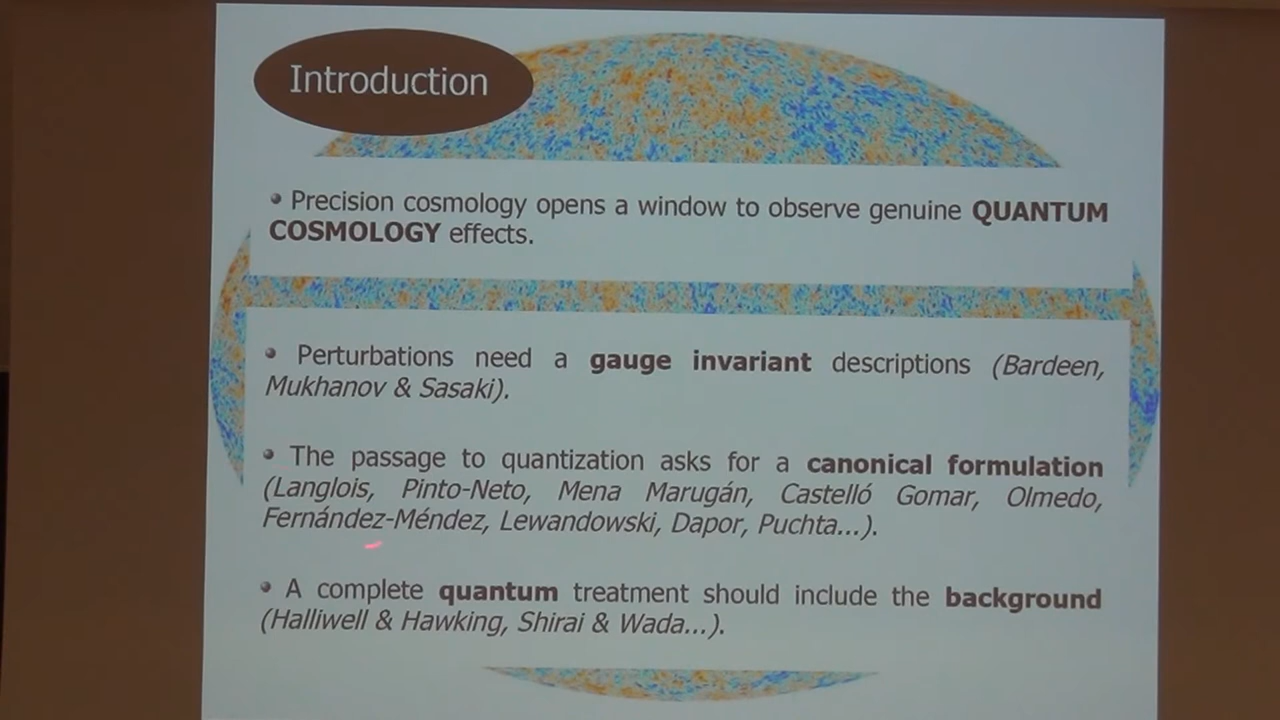 Introduction
• Precision cosmology opens a window to observe genuine QUANTUM
COSMOLOGY effects.
• Perturbations need a gauge invariant descriptions (Bardeen,
Mukhanov & Sasaki).
• The passage to quantization asks for a canonical formulation
(Langlois, Pinto-Neto, Mena Marugán, Castelló Gomar, Olmedo,
Fernández-Méndez, Lewandowski, Dapor, Puchta...).
• A complete quantum treatment should include the background
(Halliwell & Hawking, Shirai & Wada...).